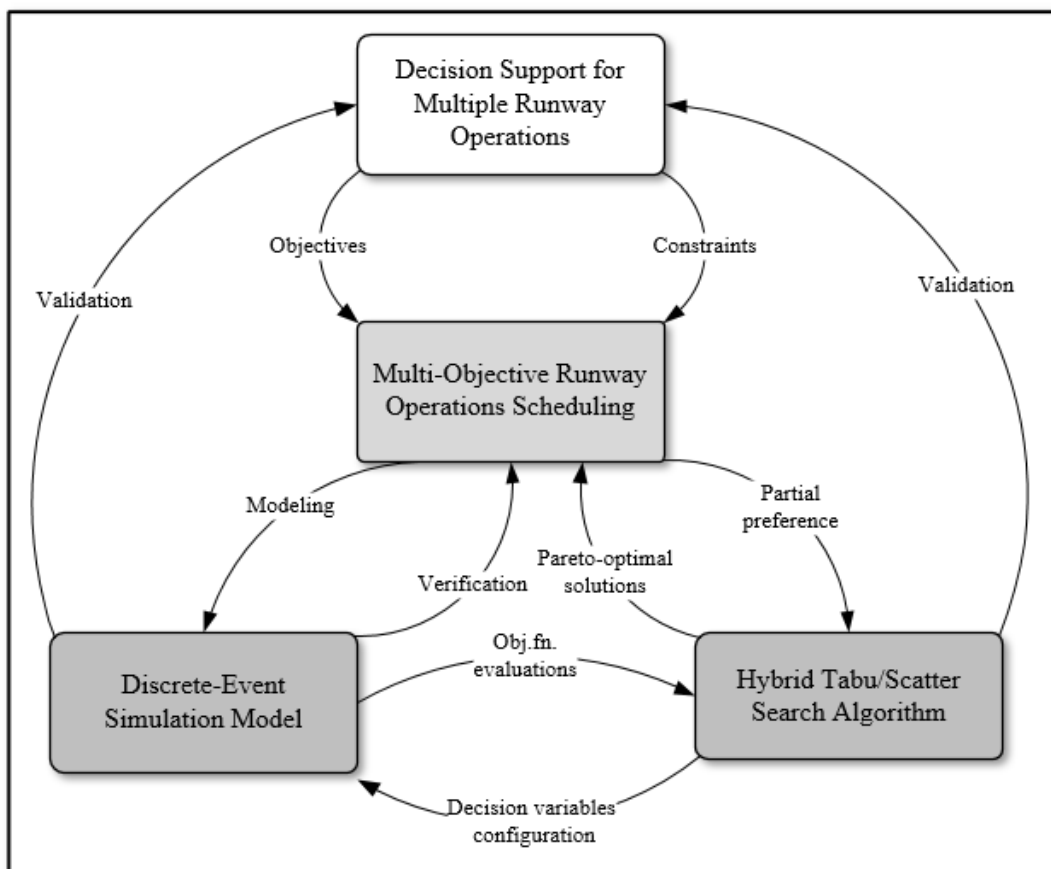 Decision Support for
Multiple Runway
Operations
Objectives
Constraints
Validation
Validation
Multi-Objective Runway
Operations Scheduling
Modeling
Partial
preference
Verification
Pareto-optimal
solutions
Obj.fn.
evaluations
Discrete-Event
Simulation Model
Hybrid Tabu/Scatter
Search Algorithm
Decision variables
configuration